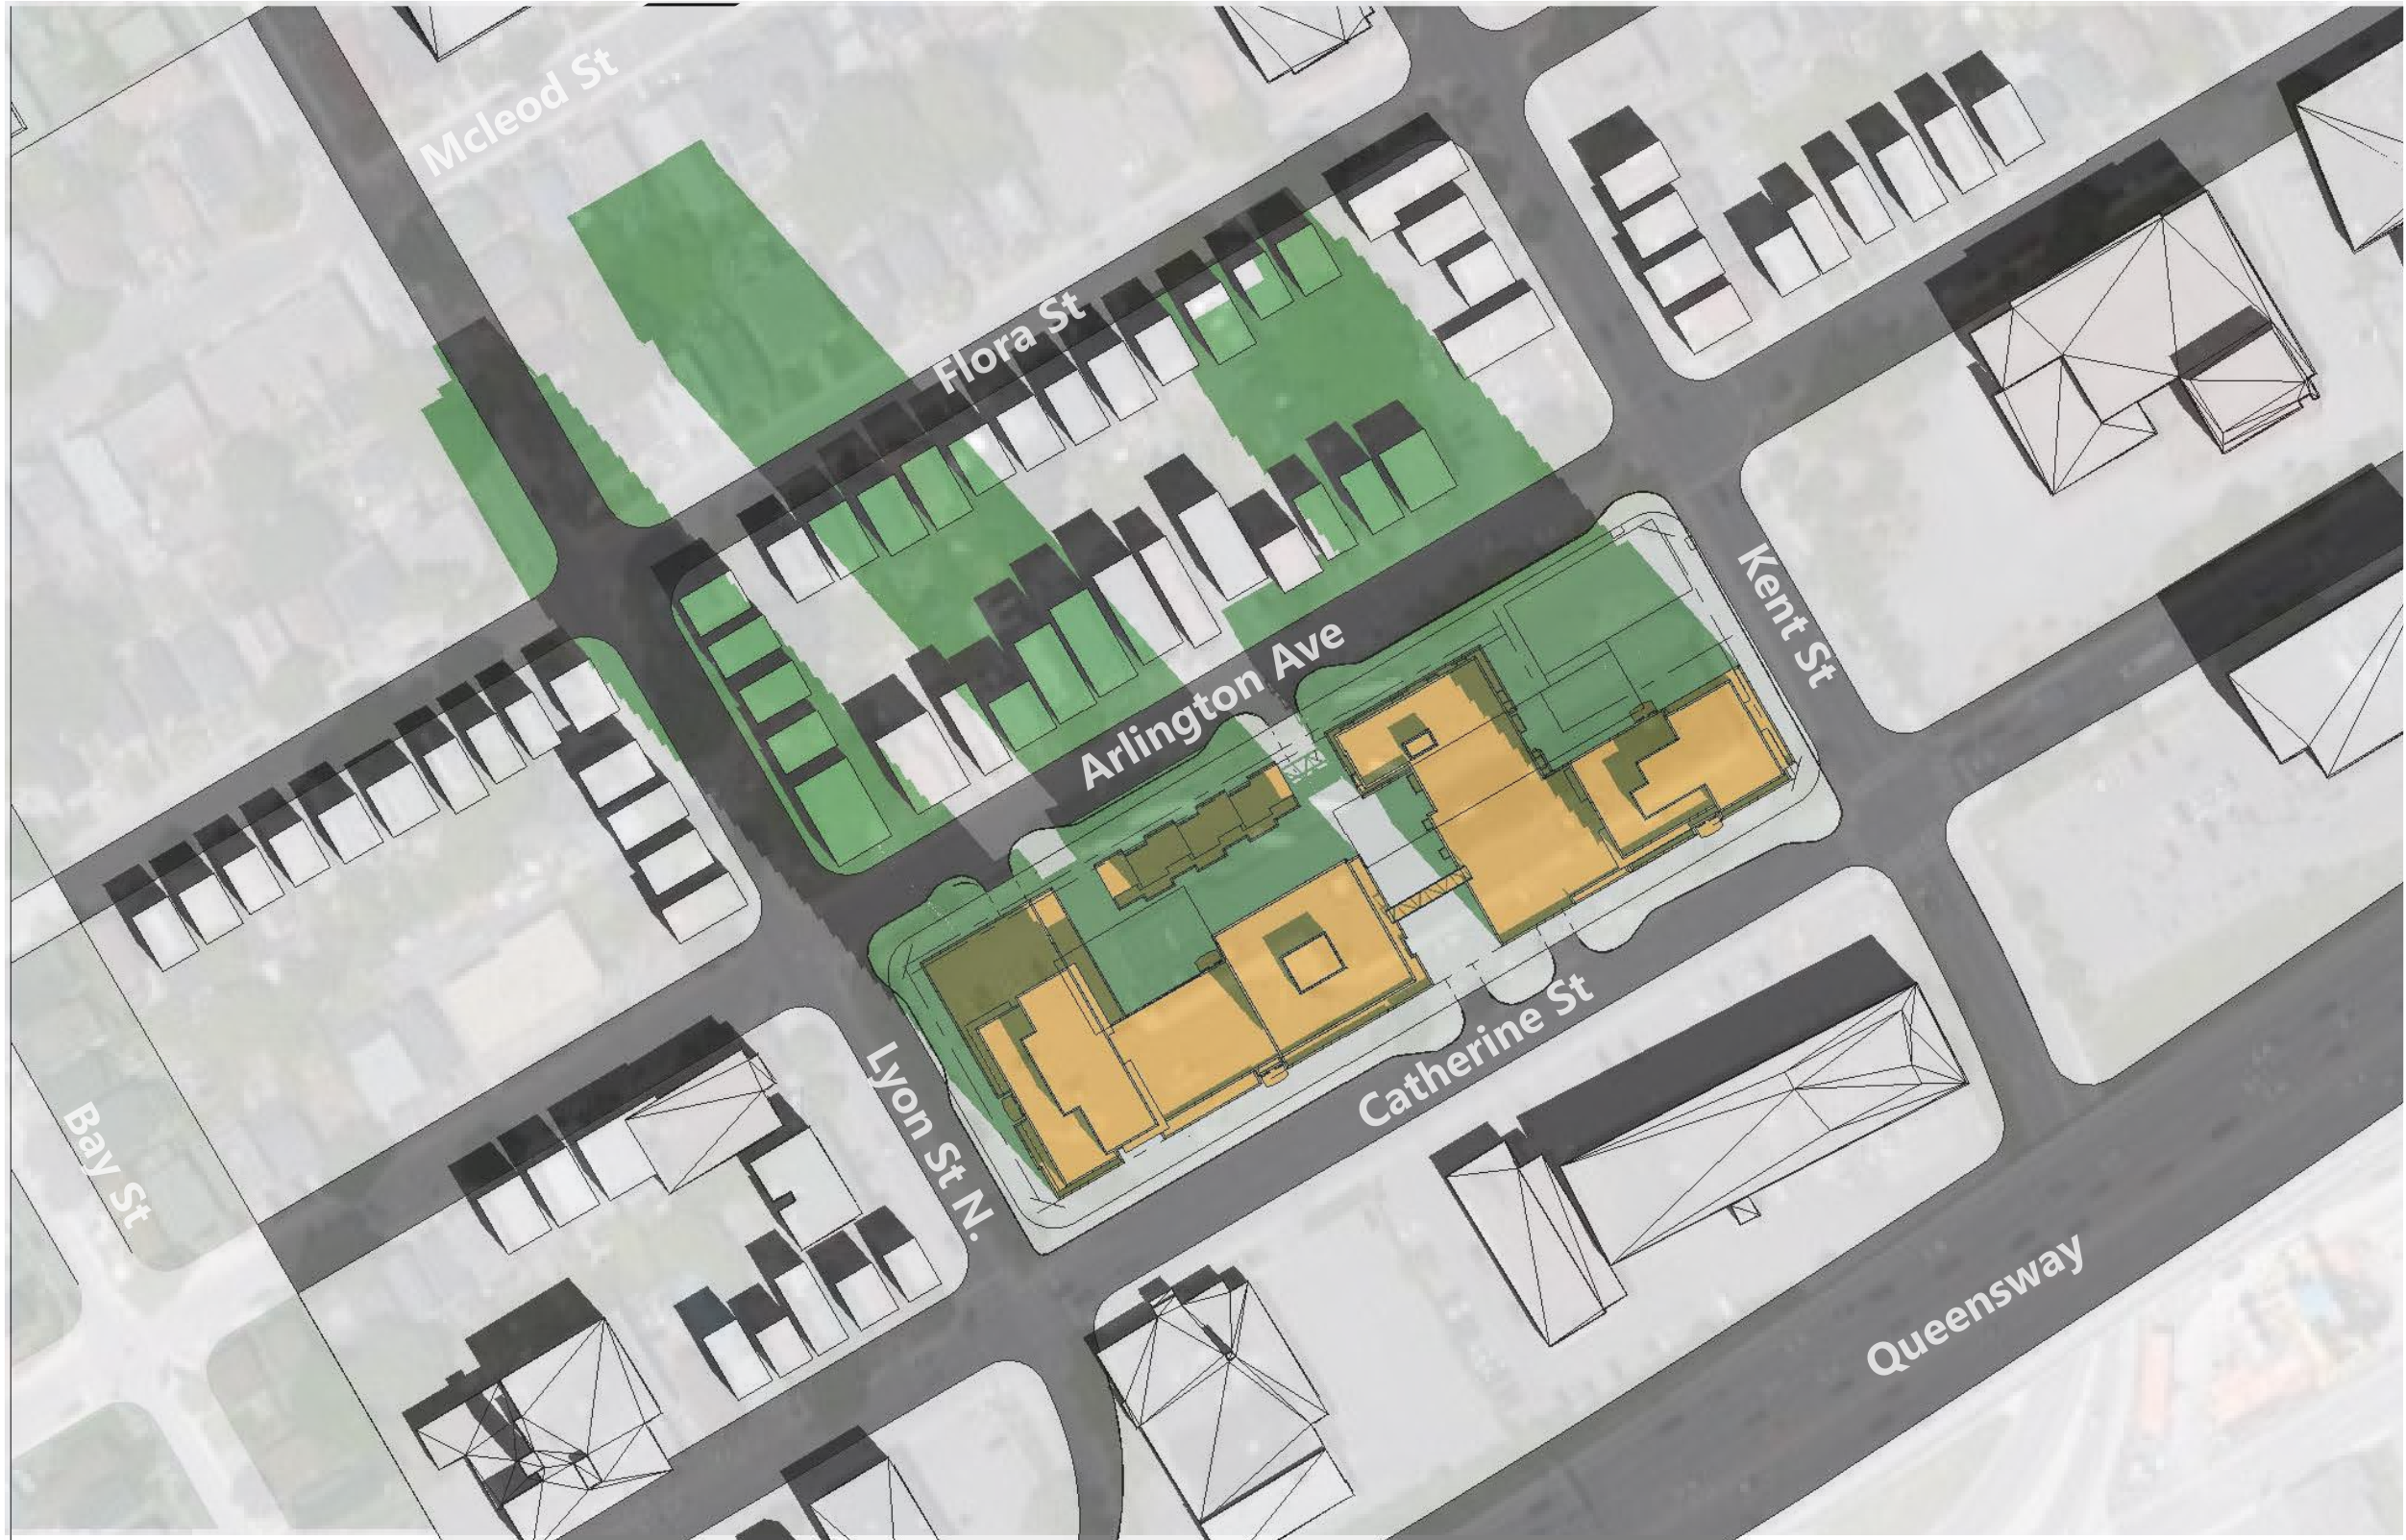 Mcleod St
Flora St
Kent St
Arlington Ave
Catherine St
Lyon St N.
Bay St
Queensway